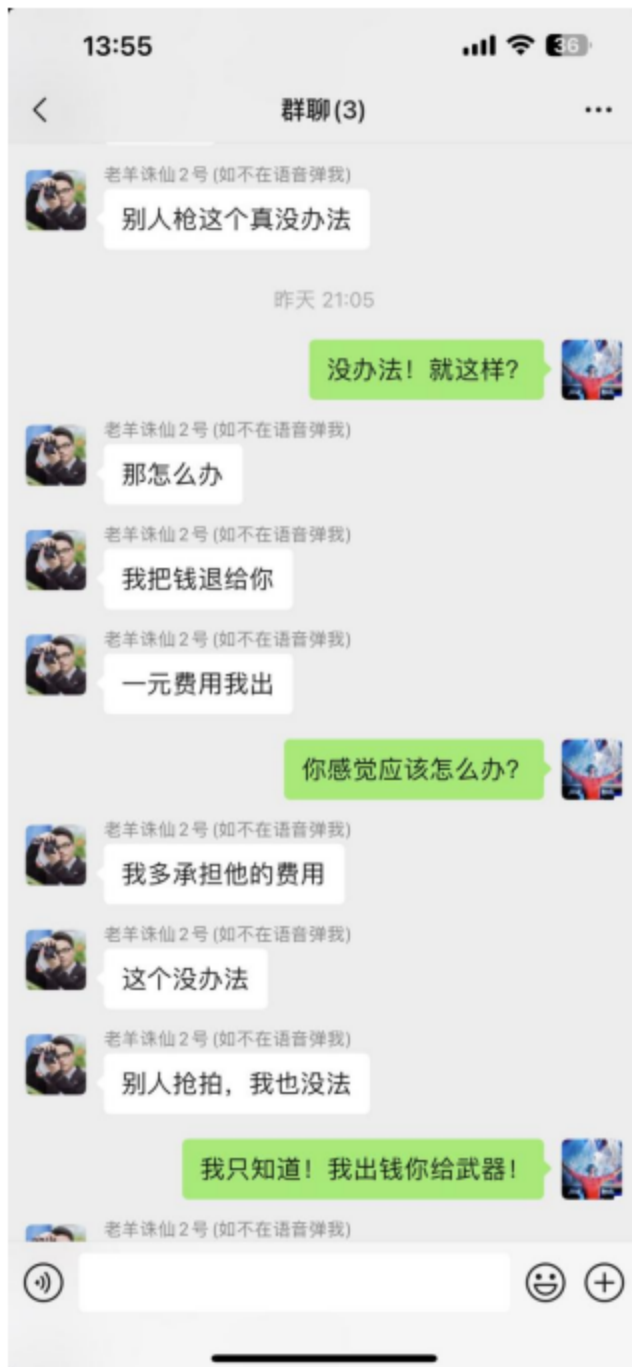 13:55
36
群聊(3)
老羊诛仙2号(如不在语音弹我)
别人枪这个真没办法
昨天 21:05
没办法！就这样？
老羊诛仙2号(如不在语音弹我)
那怎么办
老羊诛仙2号(如不在语音弹我)
我把钱退给你
老羊诛仙2号(如不在语音弹我)
一元费用我出
你感觉应该怎么办？
老羊诛仙2号(如不在语音弹我)
我多承担他的费用
老羊诛仙2号(如不在语音弹我)
这个没办法
老羊诛仙2号(如不在语音弹我)
别人抢拍，我也没法
我只知道！我出钱你给武器！
老羊诛仙2号(如不在语音弹我)